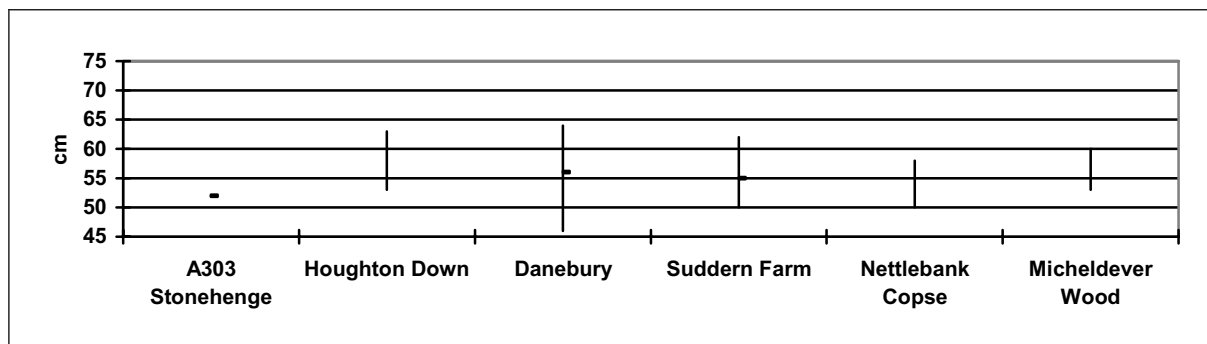 75
70
65
60
55
50
45
cm
A303
Stonehenge
Houghton Down
Danebury
Suddern Farm
Nettlebank
Copse
Micheldever
Wood